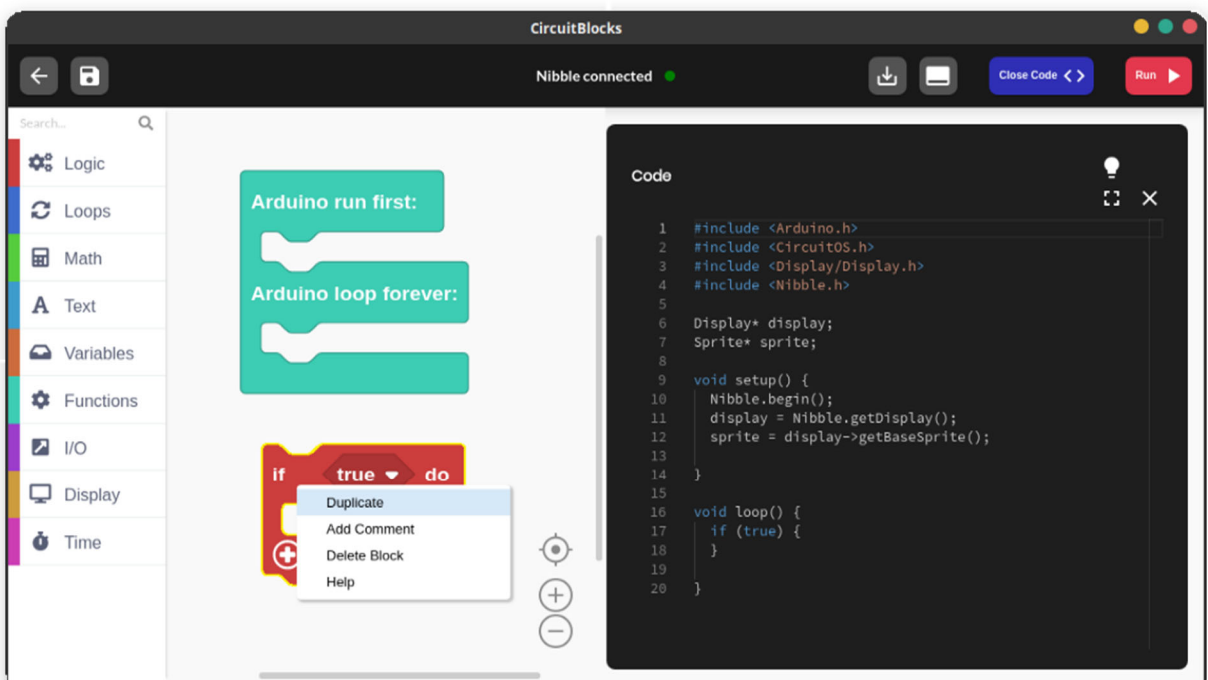 CircuitBlocks
Nibble connected
Close Code < >
Run
Search...
Logic
Loops
Math
Text
Variables
Functions
I/O
Display
Time
Arduino run first:
Arduino loop forever:
if true do
Duplicate
Add Comment
Delete Block
Help
Code
1 #include <Arduino.h>
2 #include <CircuitOS.h>
3 #include <Display/Display.h>
4 #include <Nibble.h>
5
6 Display* display;
7 Sprite* sprite;
8
9 void setup() {
10 Nibble.begin();
11 display = Nibble.getDisplay();
12 sprite = display->getBaseSprite();
13
14 }
15
16 void loop() {
17 if (true) {
18 }
19
20 }